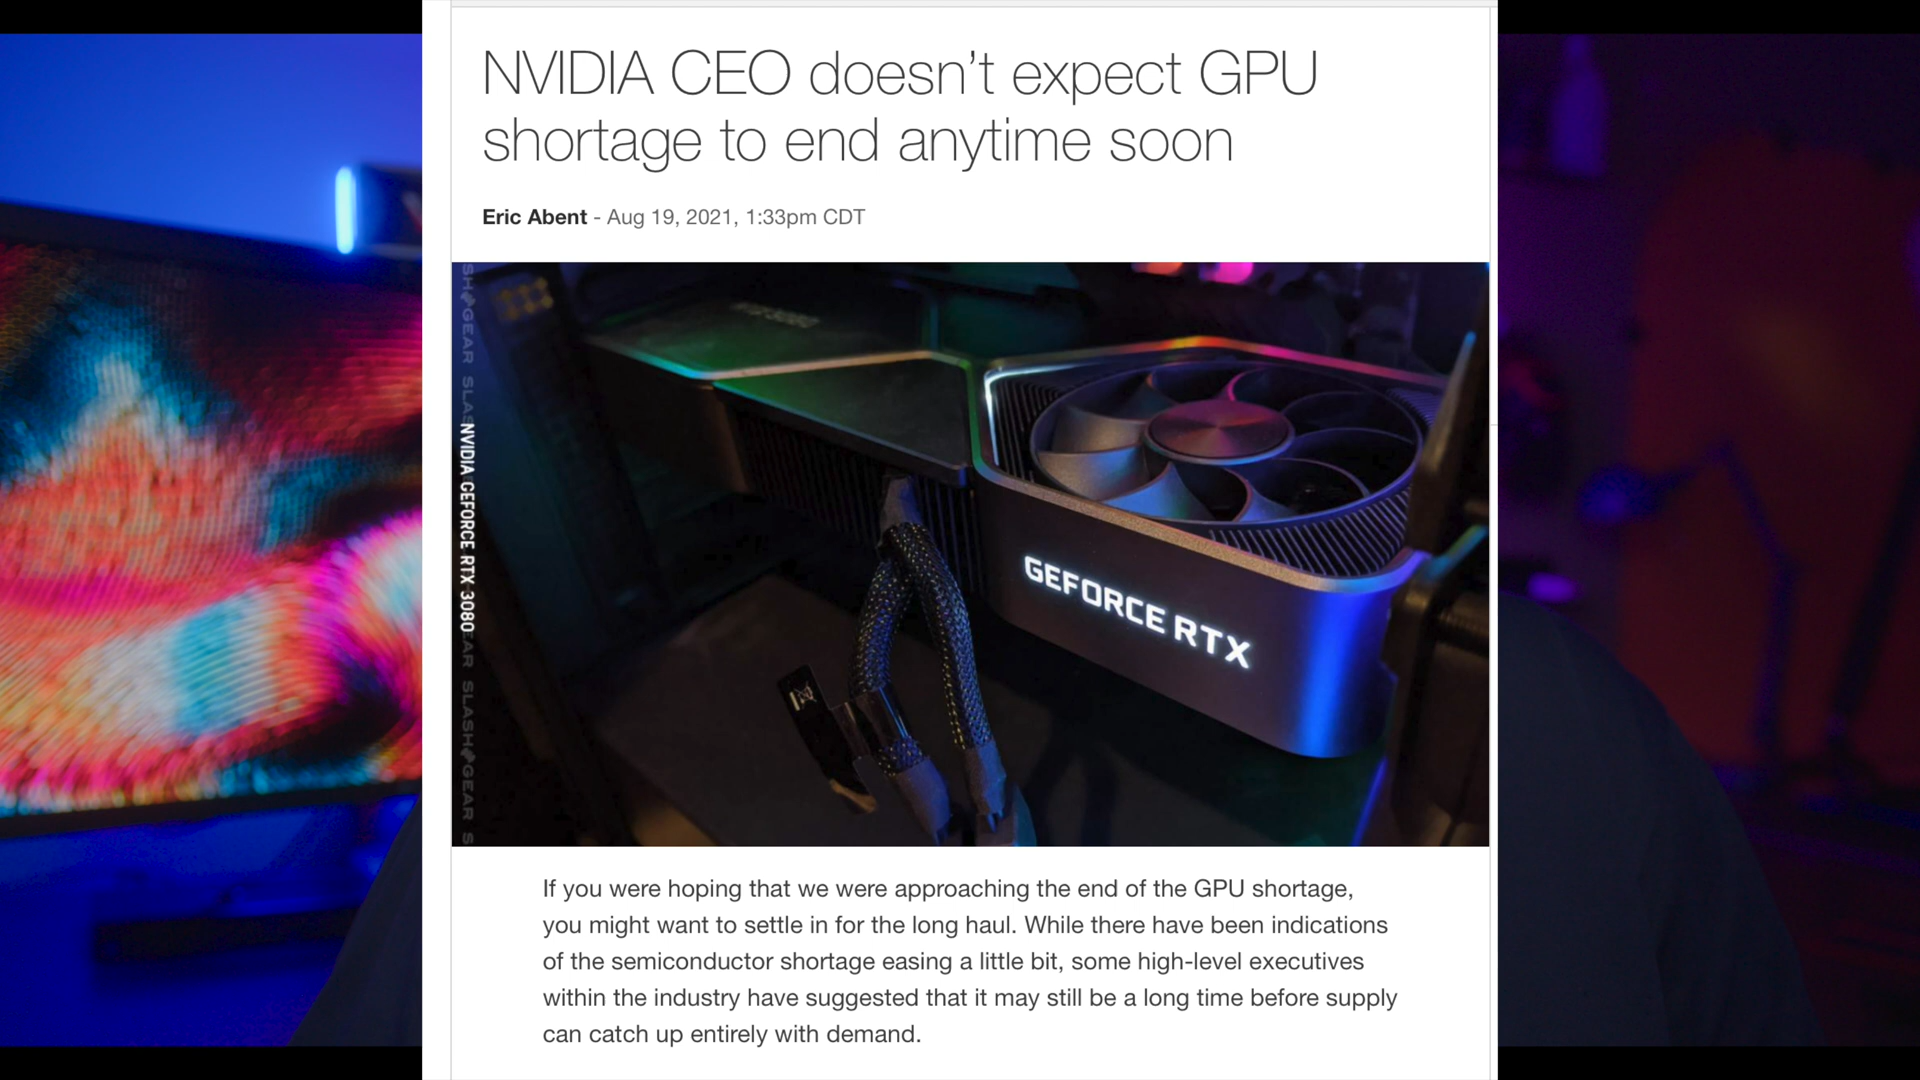 NVIDIA CEO doesn't expect GPU
shortage to end anytime soon
Eric Abent - Aug 19, 2021, 1:33pm CDT
SLASHGEAR
NVIDIA GEFORCE RTX 3080
SLASHGEAR
GEFORCE RTX
If you were hoping that we were approaching the end of the GPU shortage,
you might want to settle in for the long haul. While there have been indications
of the semiconductor shortage easing a little bit, some high-level executives
within the industry have suggested that it may still be a long time before supply
can catch up entirely with demand.